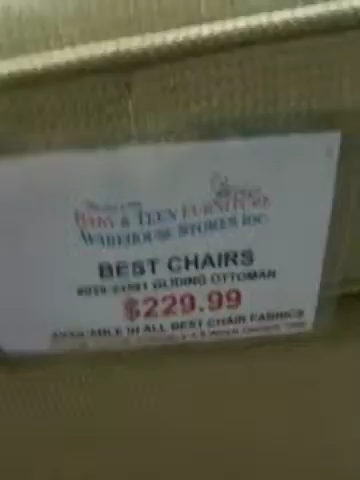 BABY & TEEN FURNITURE
WAREHOUSE STORES INC.
BEST CHAIRS
GLIDING OTTOMAN
$229.99
AVAILABLE IN ALL BEST CHAIR FABRICS